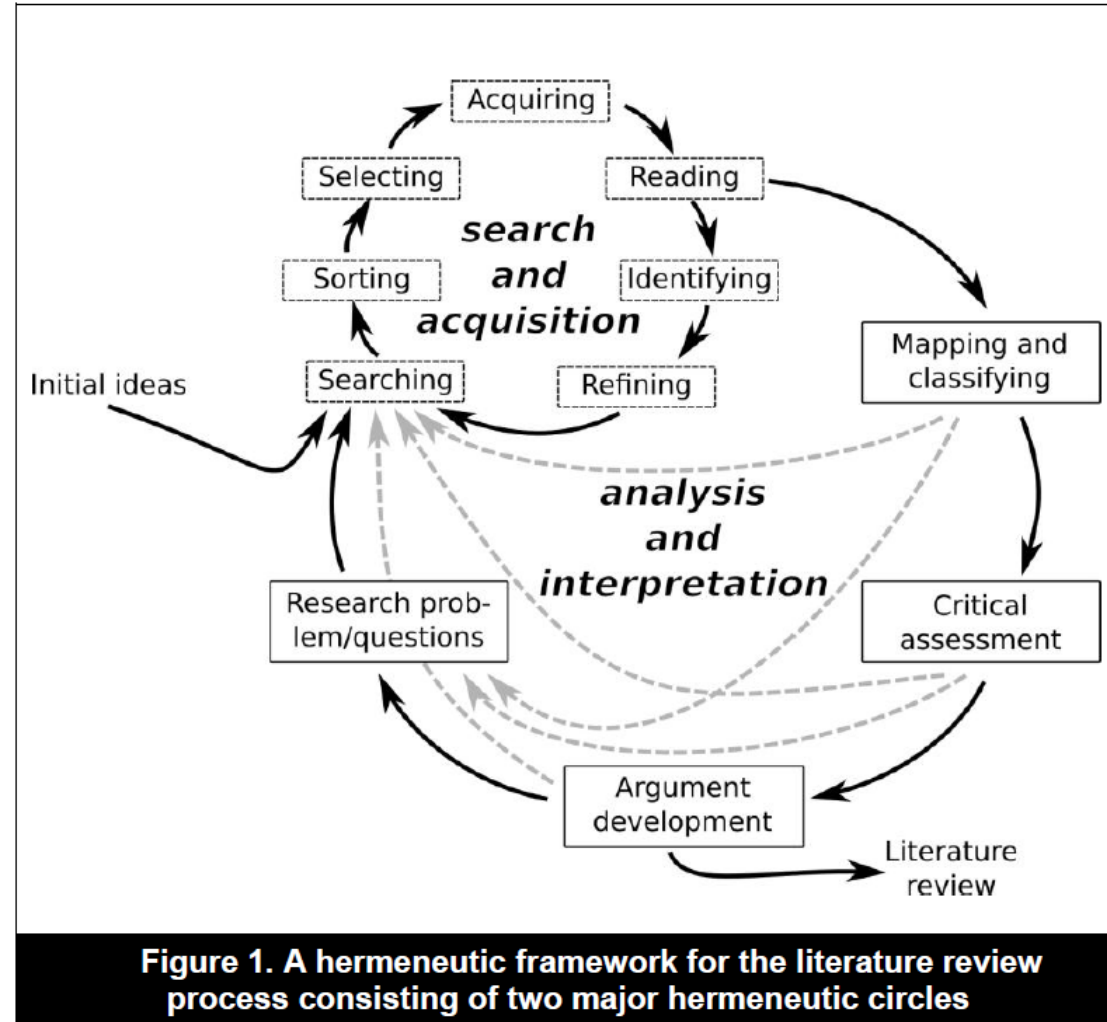 Acquiring
Selecting
Reading
search
and
acquisition
Sorting
Identifying
Initial ideas
Searching
Refining
Mapping and
classifying
analysis
and
interpretation
Research prob-
lem/questions
Critical
assessment
Argument
development
Literature
review
Figure 1. A hermeneutic framework for the literature review
process consisting of two major hermeneutic circles